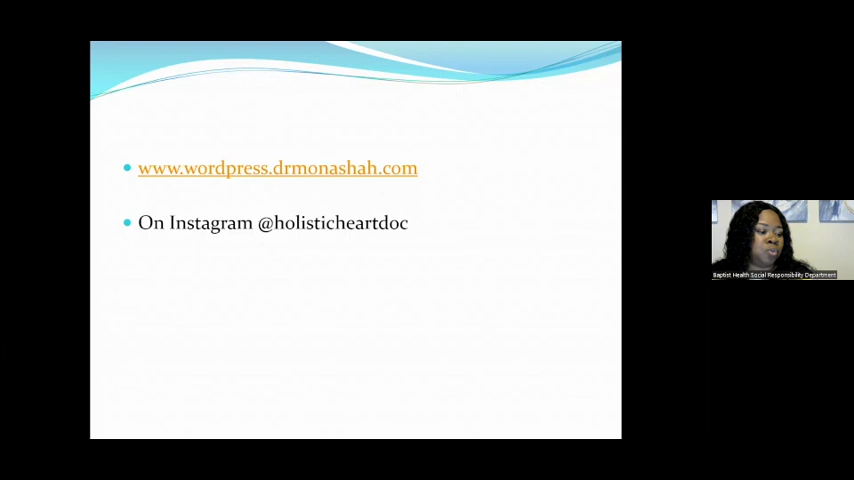 www.wordpress.drmonashah.com
On Instagram @holisticheartdoc
Baptist Health Social Responsibility Department